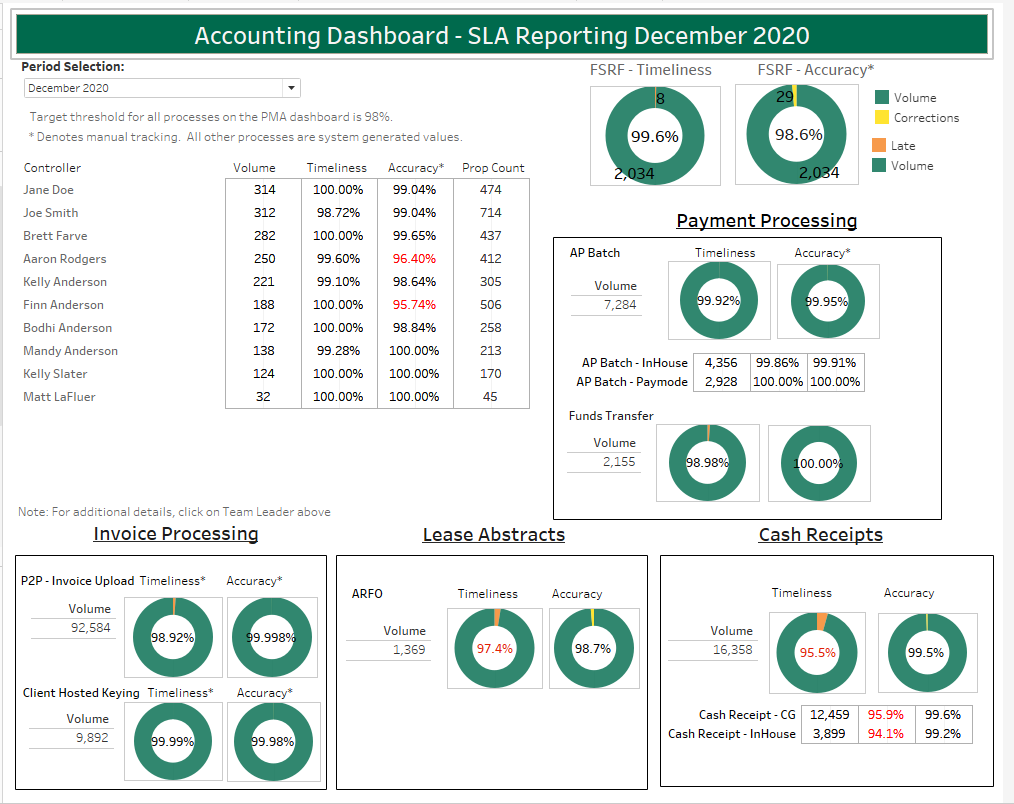 Accounting Dashboard - SLA Reporting December 2020
Period Selection:
December 2020
Target threshold for all processes on the PMA dashboard is 98%.
* Denotes manual tracking. All other processes are system generated values.
FSRF - Timeliness FSRF - Accuracy*
8
99.6%
2,034
29
98.6%
2,034
Volume
Corrections
Late
Volume
Controller Volume Timeliness Accuracy* Prop Count
Jane Doe 314 100.00% 99.04% 474
Joe Smith 312 98.72% 99.04% 714
Brett Farve 282 100.00% 99.65% 437
Aaron Rodgers 250 99.60% 96.40% 412
Kelly Anderson 221 99.10% 98.64% 305
Finn Anderson 188 100.00% 95.74% 506
Bodhi Anderson 172 100.00% 98.84% 258
Mandy Anderson 138 99.28% 100.00% 213
Kelly Slater 124 100.00% 100.00% 170
Matt LaFluer 32 100.00% 100.00% 45
Note: For additional details, click on Team Leader above
Payment Processing
AP Batch Timeliness Accuracy*
Volume
7,284 99.92% 99.95%
AP Batch - InHouse 4,356 99.86% 99.91%
AP Batch - Paymode 2,928 100.00% 100.00%
Funds Transfer
Volume
2,155 98.98% 100.00%
Invoice Processing
P2P - Invoice Upload Timeliness* Accuracy*
Volume
92,584 98.92% 99.998%
Client Hosted Keying Timeliness* Accuracy*
Volume
9,892 99.99% 99.98%
Lease Abstracts
ARFO Timeliness Accuracy
Volume
1,369 97.4% 98.7%
Cash Receipts
Timeliness Accuracy
Volume
16,358 95.5% 99.5%
Cash Receipt - CG 12,459 95.9% 99.6%
Cash Receipt - InHouse 3,899 94.1% 99.2%